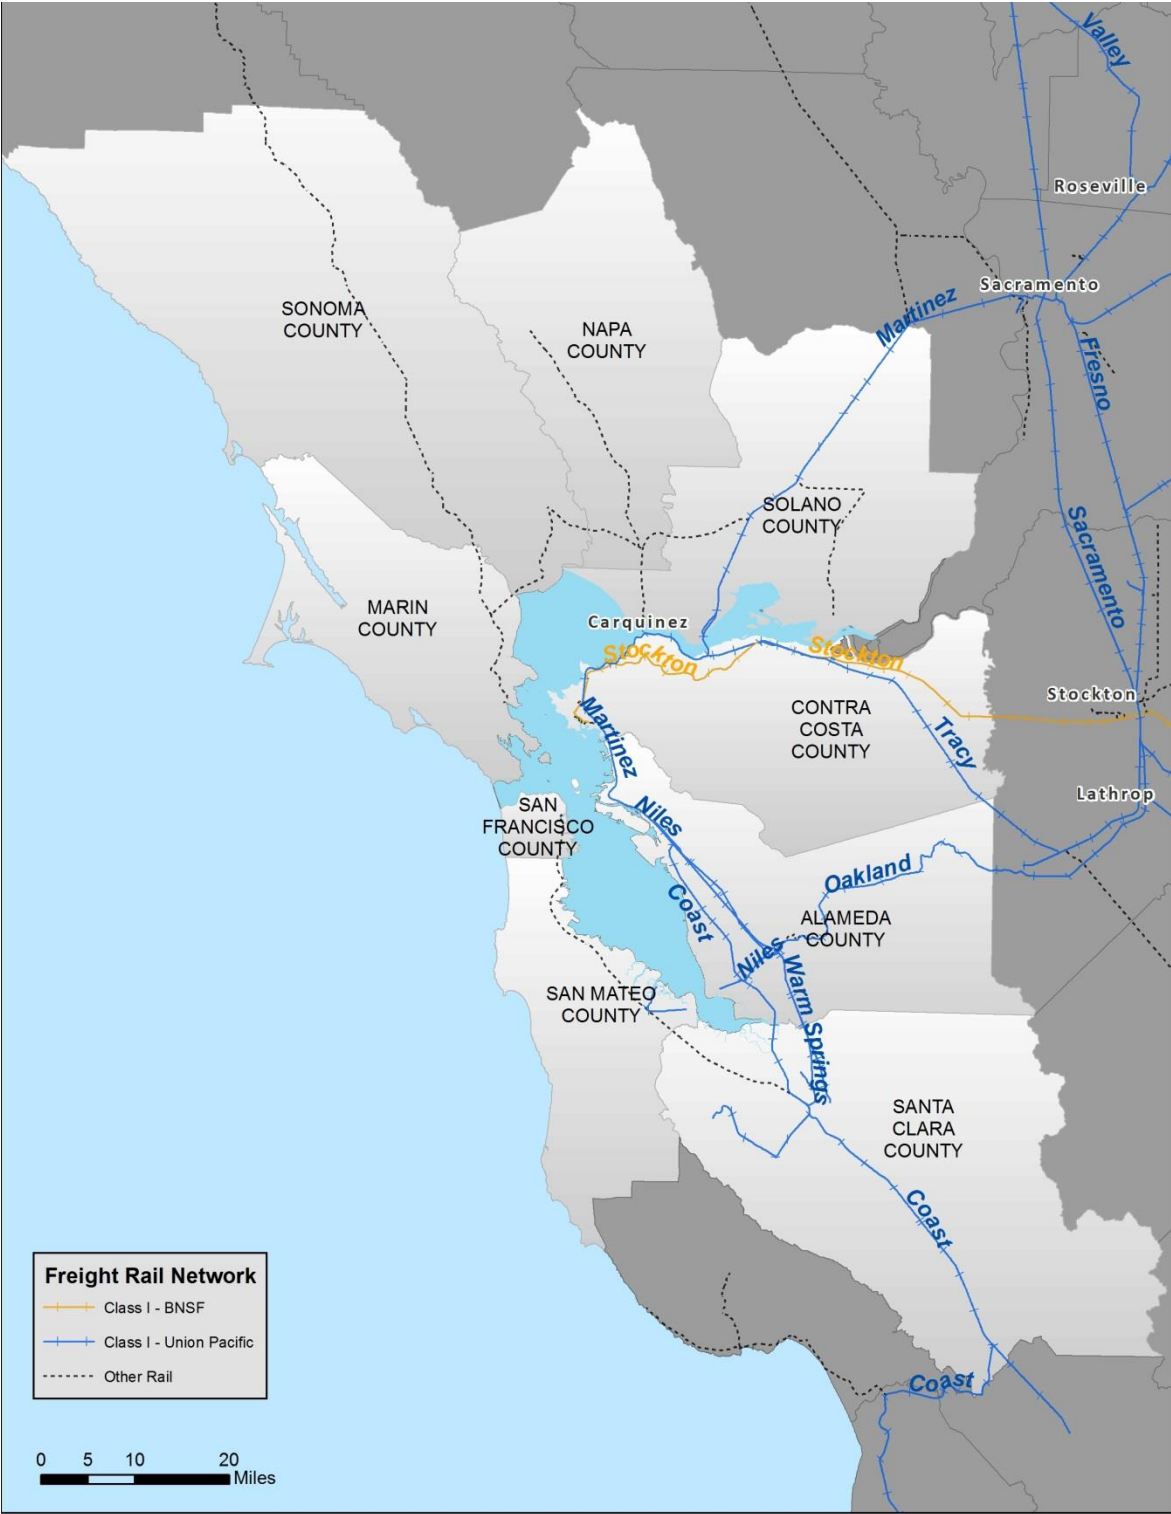 Valley
Roseville
Sacramento
Martinez
SONOMA
COUNTY
NAPA
COUNTY
Fresno
SOLANO
COUNTY
Sacramento
MARIN
COUNTY
Carquinez
Stockton
Stockton
Stockton
CONTRA
COSTA
COUNTY
Martinez
Tracy
Lathrop
SAN
FRANCISCO
COUNTY
Niles
Oakland
Coast
ALAMEDA
COUNTY
Niles
Warm Springs
SAN MATEO
COUNTY
SANTA
CLARA
COUNTY
Coast
Coast
Freight Rail Network
Class I - BNSF
Class I - Union Pacific
Other Rail
0 5 10 20
Miles